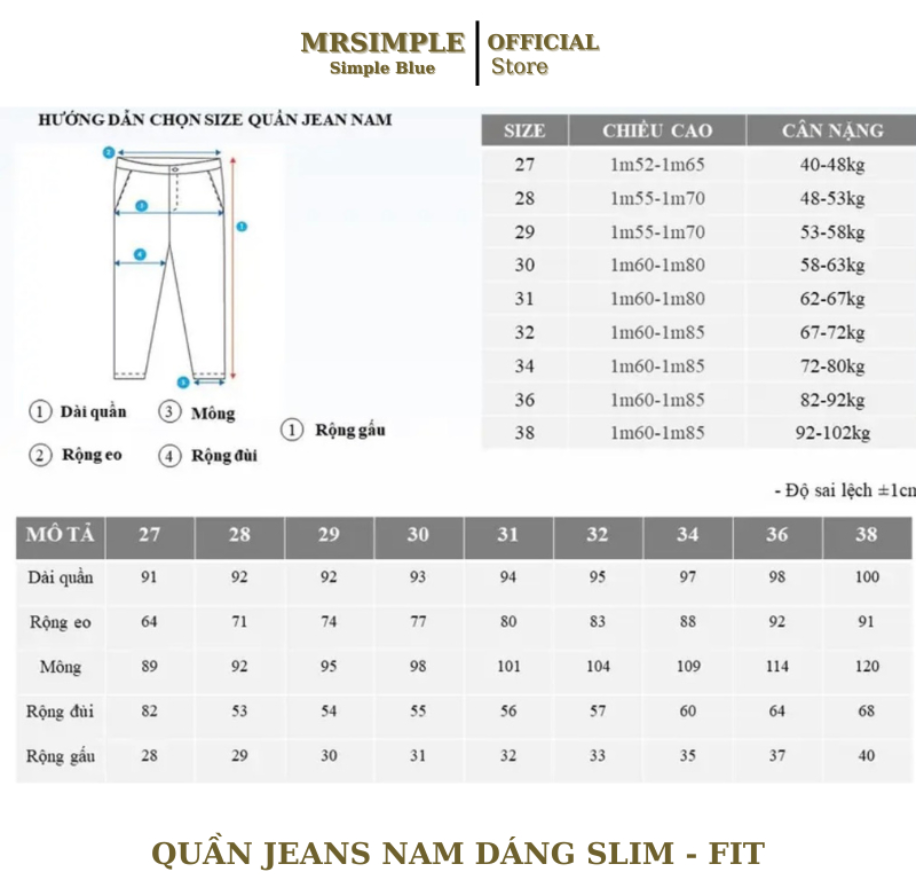 MRSIMPLE
Simple Blue
OFFICIAL
Store
HƯỚNG DẪN CHỌN SIZE QUẦN JEAN NAM
2
3
1
4
5
1 Dài quần 3 Mông
1 Rộng gấu
2 Rộng eo 4 Rộng đùi
SIZE CHIỀU CAO CÂN NẶNG
27 1m52-1m65 40-48kg
28 1m55-1m70 48-53kg
29 1m55-1m70 53-58kg
30 1m60-1m80 58-63kg
31 1m60-1m80 62-67kg
32 1m60-1m85 67-72kg
34 1m60-1m85 72-80kg
36 1m60-1m85 82-92kg
38 1m60-1m85 92-102kg
- Độ sai lệch ±1cm
MÔ TẢ 27 28 29 30 31 32 34 36 38
Dài quần 91 92 92 93 94 95 97 98 100
Rộng eo 64 71 74 77 80 83 88 92 91
Mông 89 92 95 98 101 104 109 114 120
Rộng đùi 82 53 54 55 56 57 60 64 68
Rộng gấu 28 29 30 31 32 33 35 37 40
QUẦN JEANS NAM DÁNG SLIM - FIT